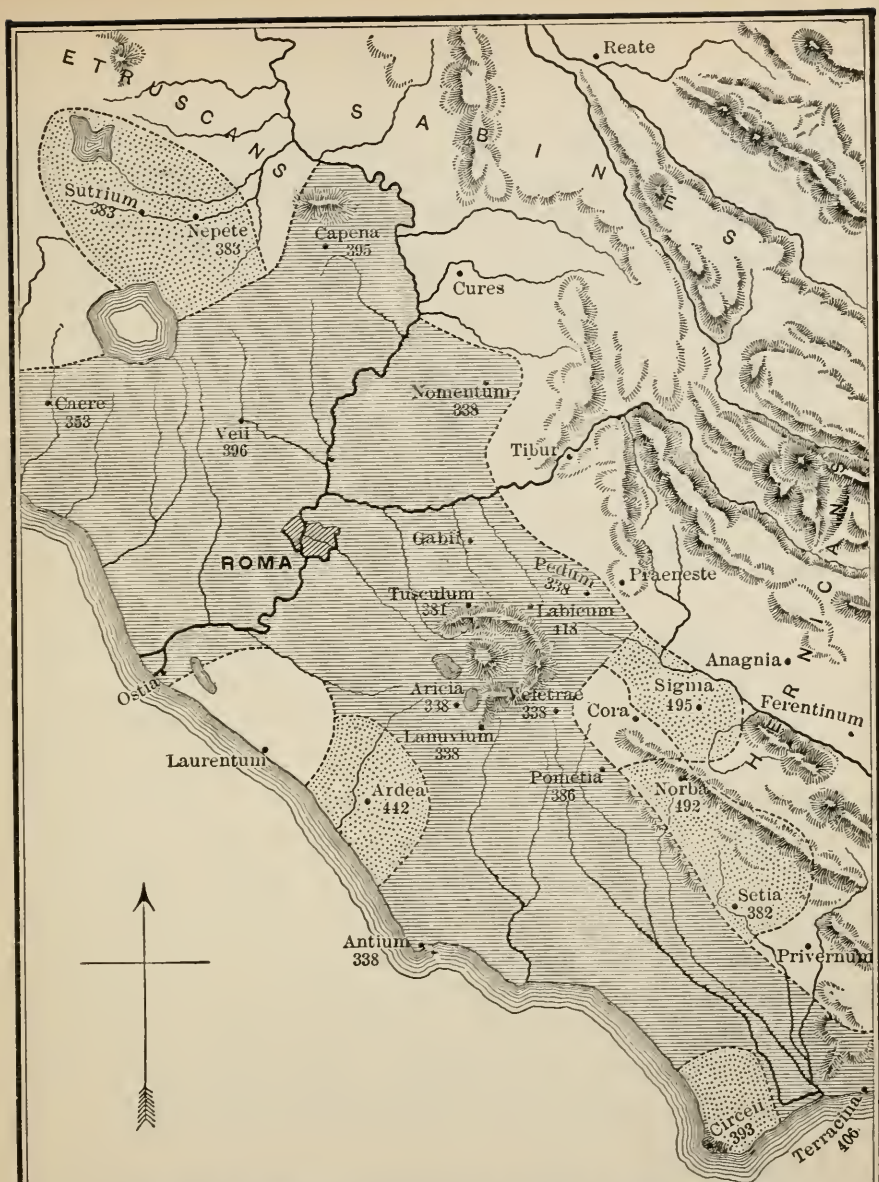 ETRUSCANS
SABINES
Reate
Sutrium
383
Nepete
383
Capena
395
Cures
Caere
353
Veii
396
Nomentum
338
Tibur
ROMA
Gabii
Pedum
338
Praeneste
Tusculum
381
Labicum
418
HERNICANS
Anagnia
Ostia
Aricia
338
Veletrae
338
Signia
495
Cora
Ferentinum
Lanuvium
338
Laurentum
Ardea
442
Pometia
386
Norba
492
Setia
382
Antium
338
Privernum
Circeii
393
Terracina
406